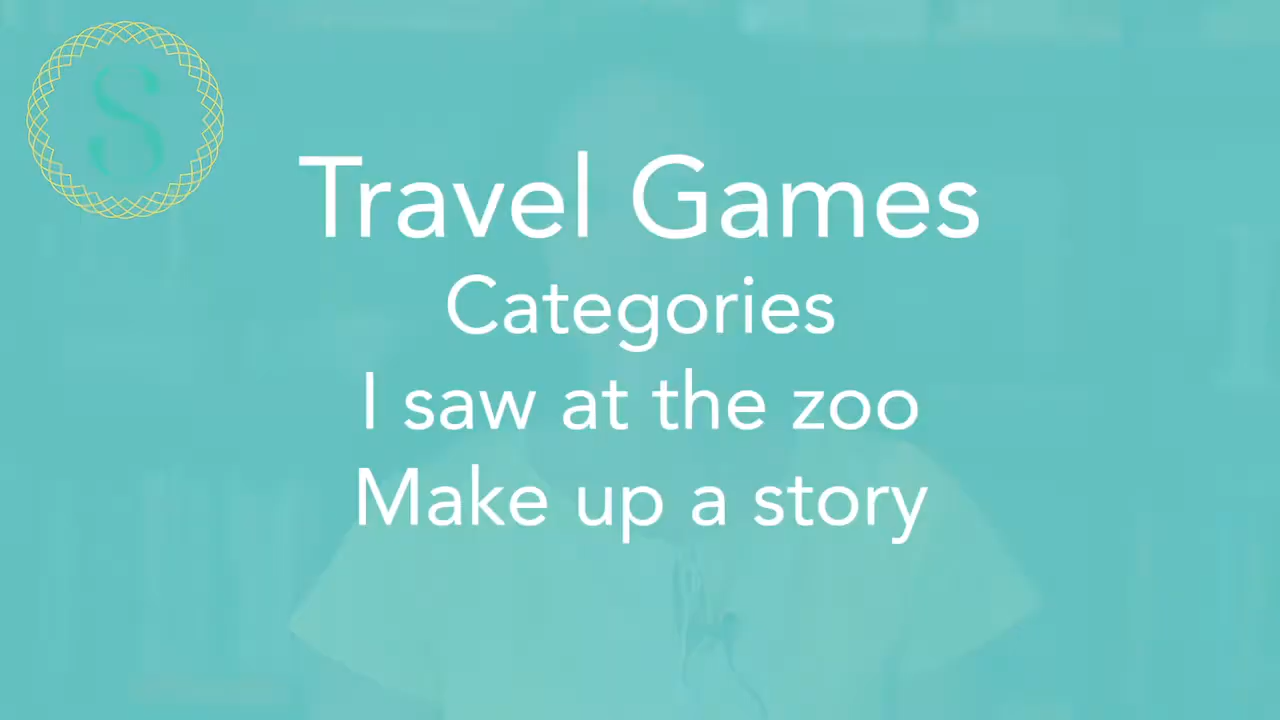 S
Travel Games
Categories
I saw at the zoo
Make up a story